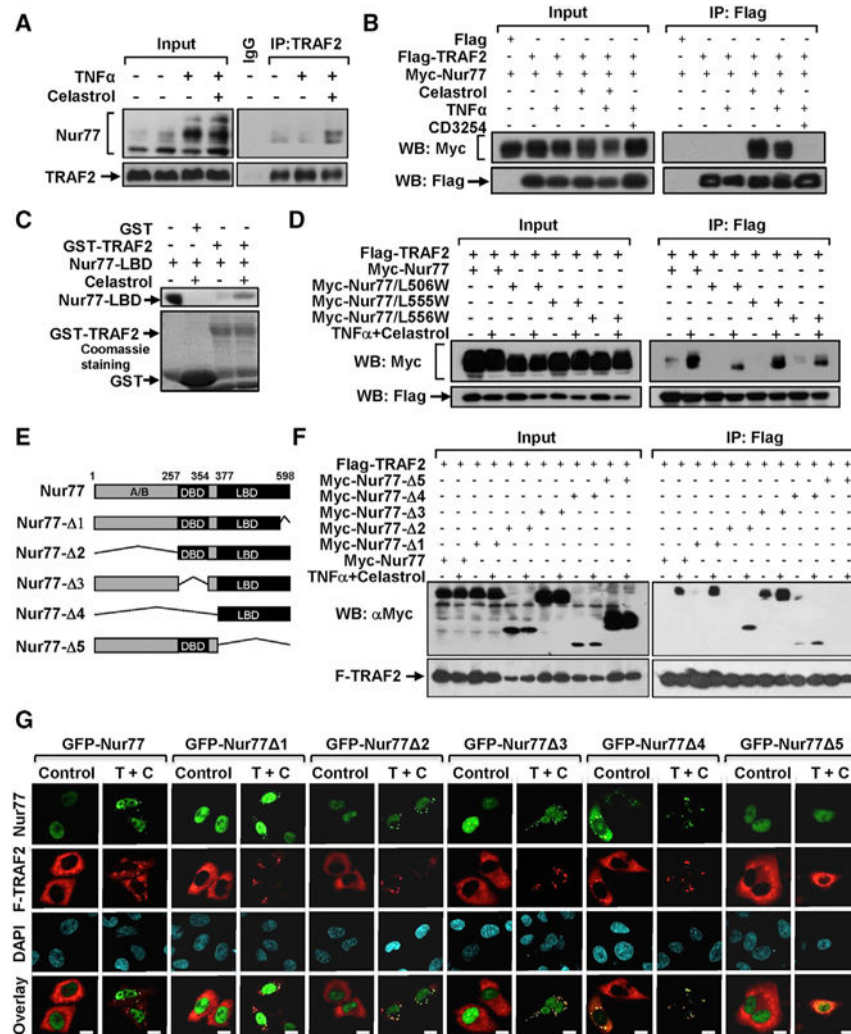 A
Input
IgG
IP:TRAF2
TNFα - - + + - - + +
Celastrol - - - + - - - +
Nur77
TRAF2
B
Input
IP: Flag
Flag + - - - - - + - - - - -
Flag-TRAF2 - + + + + + - + + + + +
Myc-Nur77 + + + + + + + + + + + +
Celastrol - - - + + - - - - + + -
TNFα
CD3254
WB: Myc
WB: Flag
C
GST - + - -
GST-TRAF2 - - + +
Nur77-LBD + + + +
Celastrol - + - +
Nur77-LBD
GST-TRAF2
Coomassie
staining
GST
D
Input
IP: Flag
Flag-TRAF2 + + + + + + + + + + + + + + + +
Myc-Nur77 + + - - - - - - + + - - - - - -
Myc-Nur77/L506W - - + + - - - - - - + + - - - -
Myc-Nur77/L555W - - - - + + - - - - - - + + - -
Myc-Nur77/L556W - - - - - - + + - - - - - - + +
TNFα+Celastrol - + - + - + - + - + - + - + - +
WB: Myc
WB: Flag
E
1 257 354 377 598
Nur77 A/B DBD LBD
Nur77-Δ1 DBD LBD
Nur77-Δ2 DBD LBD
Nur77-Δ3 LBD
Nur77-Δ4 LBD
Nur77-Δ5 DBD
F
Input
IP: Flag
Flag-TRAF2 + + + + + + + + + + + + + + + + + + + + + + + +
Myc-Nur77-Δ5 - - - - - - - - - - + + - - - - - - - - - - + +
Myc-Nur77-Δ4 - - - - - - - - + + - - - - - - - - - - + + - -
Myc-Nur77-Δ3 - - - - - - + + - - - - - - - - - - + + - - - -
Myc-Nur77-Δ2 - - - - + + - - - - - - - - - - + + - - - - - -
Myc-Nur77-Δ1 - - + + - - - - - - - - - - + + - - - - - - - -
Myc-Nur77 + + - - - - - - - - - - + + - - - - - - - - - -
TNFα+Celastrol - + - + - + - + - + - + - + - + - + - + - + - +
WB: αMyc
F-TRAF2
G
GFP-Nur77 GFP-Nur77Δ1 GFP-Nur77Δ2 GFP-Nur77Δ3 GFP-Nur77Δ4 GFP-Nur77Δ5
Control T + C Control T + C Control T + C Control T + C Control T + C Control T + C
Nur77
F-TRAF2
DAPI
Overlay